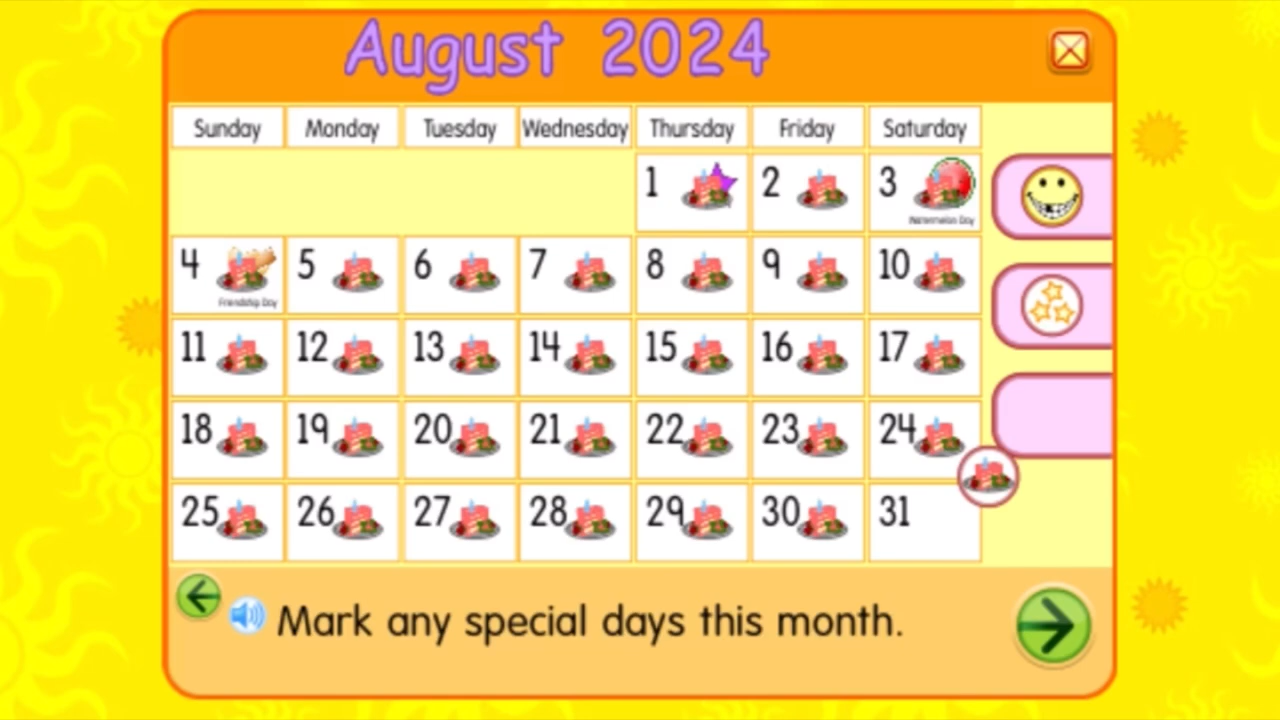 August 2024
Sunday Monday Tuesday Wednesday Thursday Friday Saturday
1 2 3
Watermelon Day
4 5 6 7 8 9 10
Friendship Day
11 12 13 14 15 16 17
18 19 20 21 22 23 24
25 26 27 28 29 30 31
Mark any special days this month.